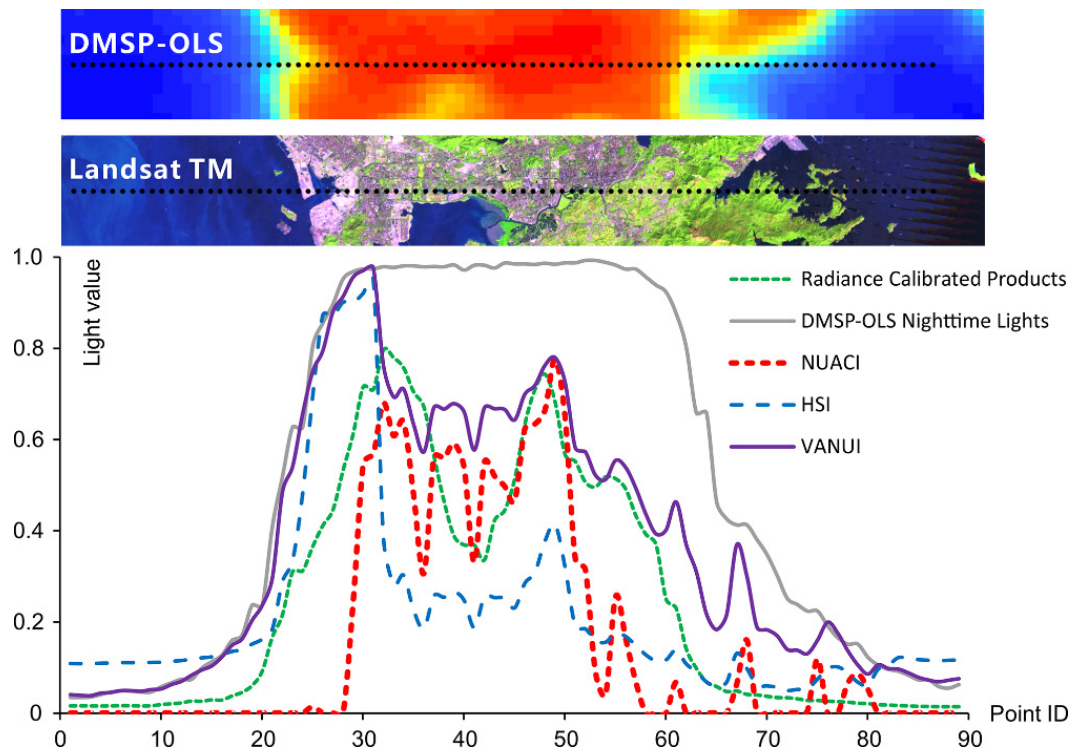 DMSP-OLS
Landsat TM
Light value
1.0
0.8
0.6
0.4
0.2
0
Radiance Calibrated Products
DMSP-OLS Nighttime Lights
NUACI
HSI
VANUI
0 10 20 30 40 50 60 70 80 90
Point ID